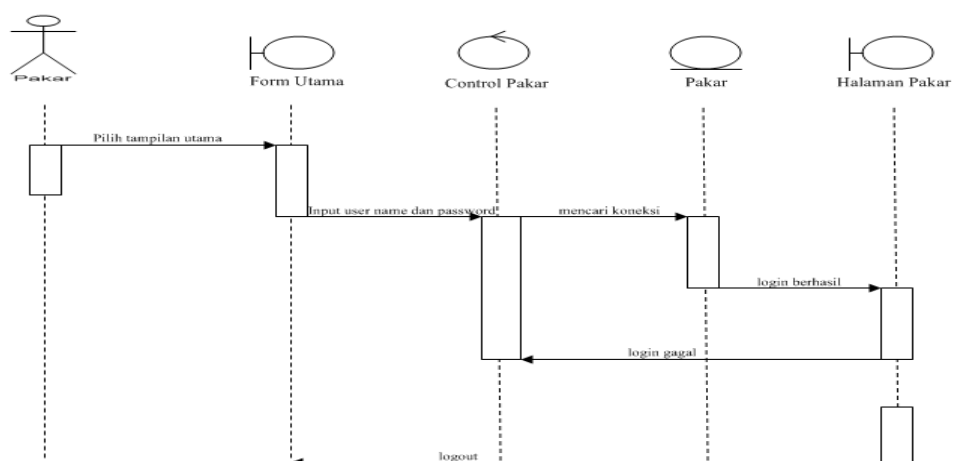 Pakar
Form Utama
Control Pakar
Pakar
Halaman Pakar
Pilih tampilan utama
Input user name dan password
mencari koneksi
login berhasil
login gagal
logout